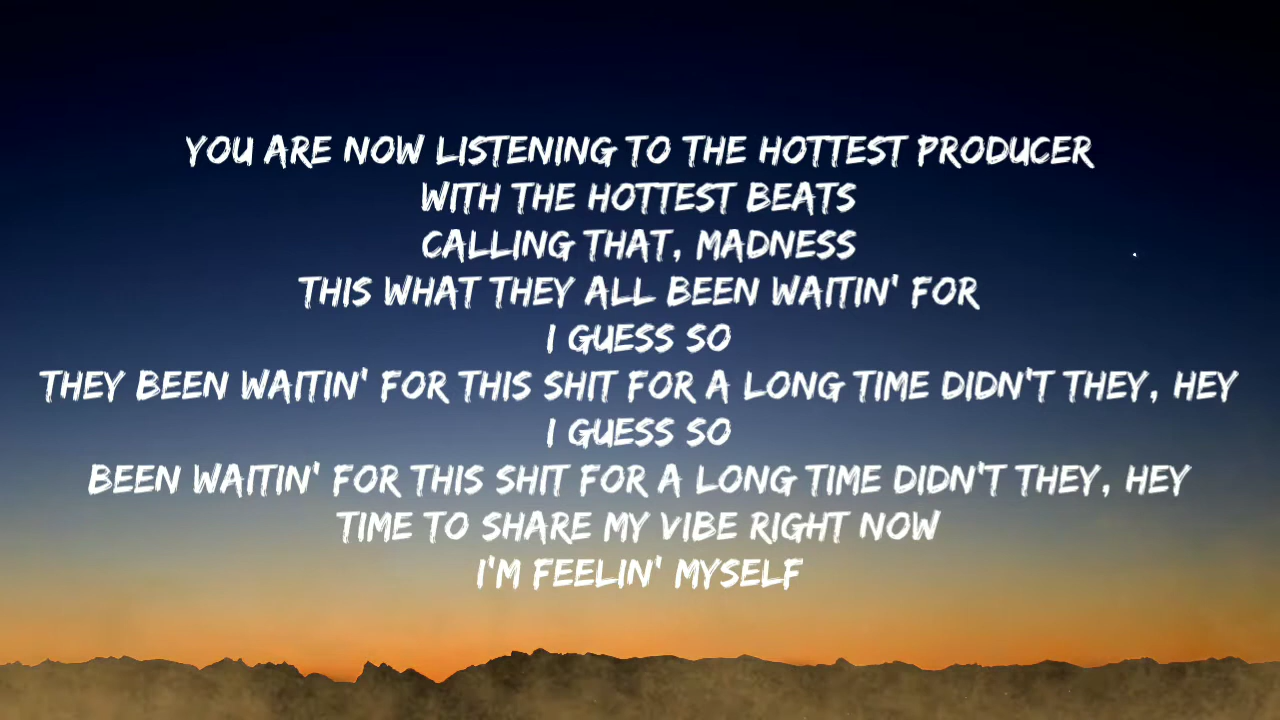 YOU ARE NOW LISTENING TO THE HOTTEST PRODUCER
WITH THE HOTTEST BEATS
CALLING THAT, MADNESS
THIS WHAT THEY ALL BEEN WAITIN' FOR
I GUESS SO
THEY BEEN WAITIN' FOR THIS SHIT FOR A LONG TIME DIDN'T THEY, HEY
I GUESS SO
BEEN WAITIN' FOR THIS SHIT FOR A LONG TIME DIDN'T THEY, HEY
TIME TO SHARE MY VIBE RIGHT NOW
I'M FEELIN' MYSELF